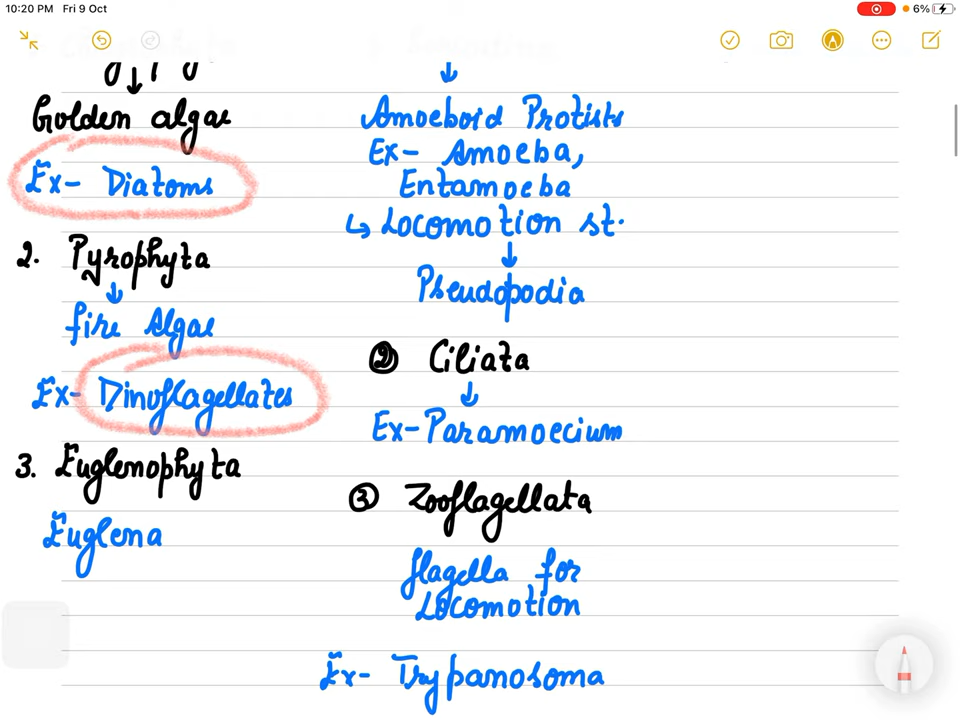 10:20 PM Fri 9 Oct
6%
Golden algae
Ex- Diatoms
2. Pyrophyta
fire Algae
Ex- Dinoflagellates
3. Euglenophyta
Euglena
Amoeboid Protists
Ex- Amoeba,
Entamoeba
↳ Locomotion st.
Pseudopodia
② Ciliata
Ex- Paramoecium
③ Zooflagellata
flagella for
Locomotion
Ex- Trypanosoma